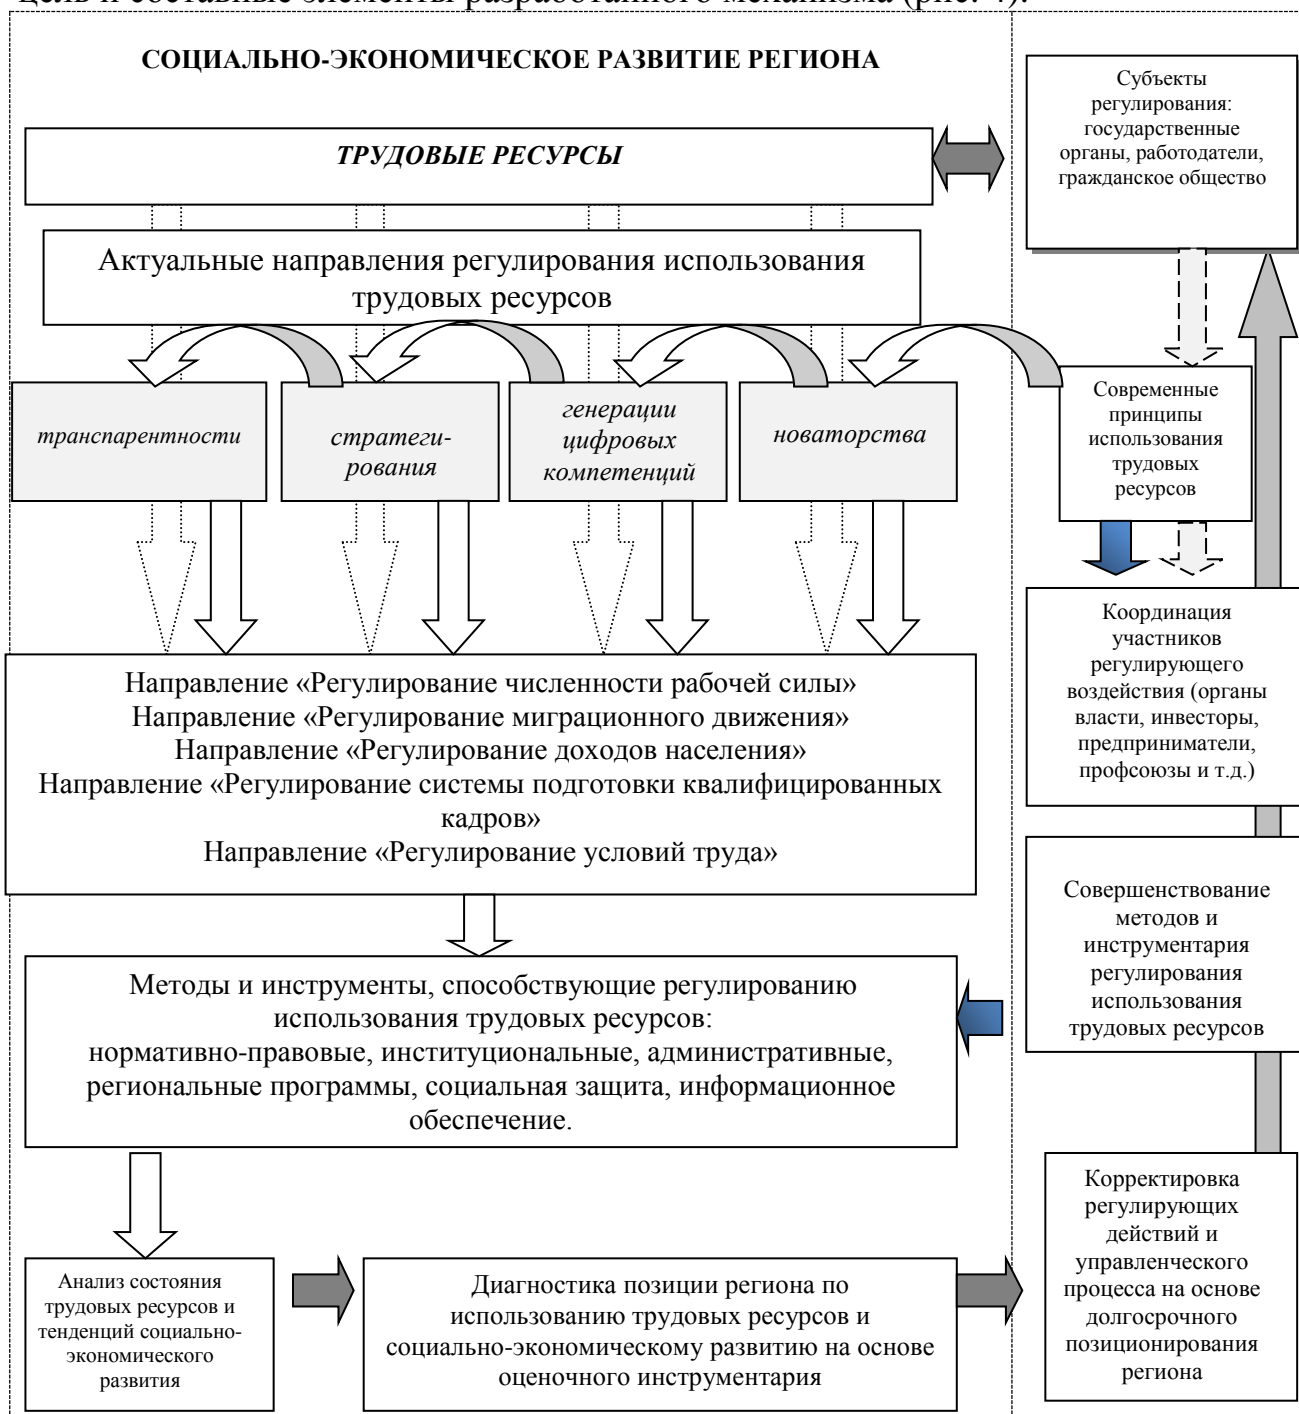 цель и составные элементы разработанного механизма (рис. 4).
СОЦИАЛЬНО-ЭКОНОМИЧЕСКОЕ РАЗВИТИЕ РЕГИОНА
ТРУДОВЫЕ РЕСУРСЫ
Субъекты
регулирования:
государственные
органы, работодатели,
гражданское общество
Актуальные направления регулирования использования
трудовых ресурсов
транспарентности
стратеги-
рования
генерации
цифровых
компетенций
новаторства
Современные
принципы
использования
трудовых
ресурсов
Координация
участников
регулирующего
воздействия (органы
власти, инвесторы,
предприниматели,
профсоюзы и т.д.)
Направление «Регулирование численности рабочей силы»
Направление «Регулирование миграционного движения»
Направление «Регулирование доходов населения»
Направление «Регулирование системы подготовки квалифицированных
кадров»
Направление «Регулирование условий труда»
Совершенствование
методов и
инструментария
регулирования
использования
трудовых ресурсов
Методы и инструменты, способствующие регулированию
использования трудовых ресурсов:
нормативно-правовые, институциональные, административные,
региональные программы, социальная защита, информационное
обеспечение.
Анализ состояния
трудовых ресурсов и
тенденций социально-
экономического
развития
Диагностика позиции региона по
использованию трудовых ресурсов и
социально-экономическому развитию на основе
оценочного инструментария
Корректировка
регулирующих
действий и
управленческого
процесса на основе
долгосрочного
позиционирования
региона